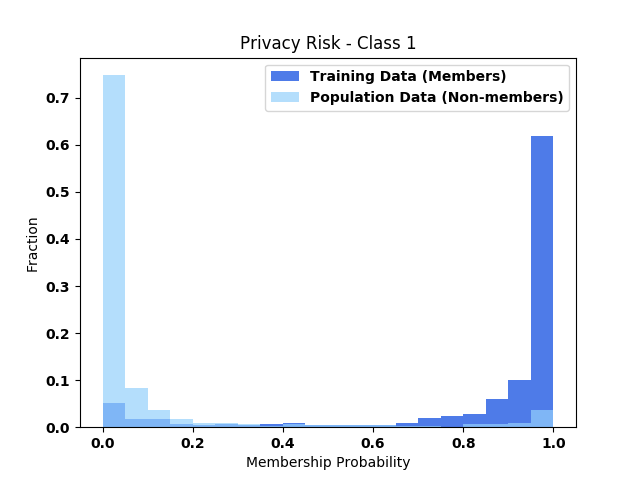 Privacy Risk - Class 1
Training Data (Members)
Population Data (Non-members)
0.7
0.6
0.5
0.4
0.3
0.2
0.1
0.0
Fraction
0.0 0.2 0.4 0.6 0.8 1.0
Membership Probability